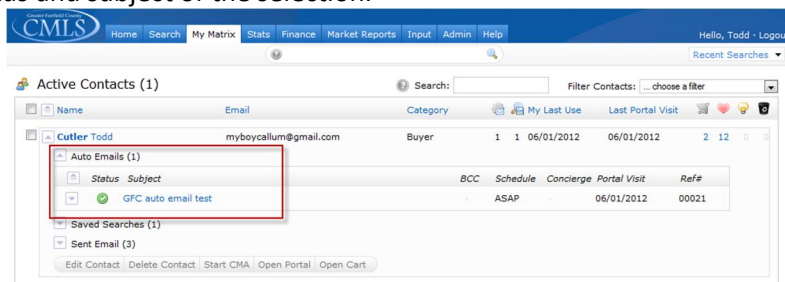 and subject of the selection.
Greater Fairfield County
CMLS Home Search My Matrix Stats Finance Market Reports Input Admin Help Hello, Todd · Logou
Recent Searches
Active Contacts (1) Search: Filter Contacts: ... choose a filter
Name Email Category My Last Use Last Portal Visit
Cutler Todd myboycallum@gmail.com Buyer 1 1 06/01/2012 06/01/2012 2 12 0 0
Auto Emails (1)
Status Subject BCC Schedule Concierge Portal Visit Ref#
GFC auto email test - ASAP - 06/01/2012 00021
Saved Searches (1)
Sent Email (3)
Edit Contact Delete Contact Start CMA Open Portal Open Cart